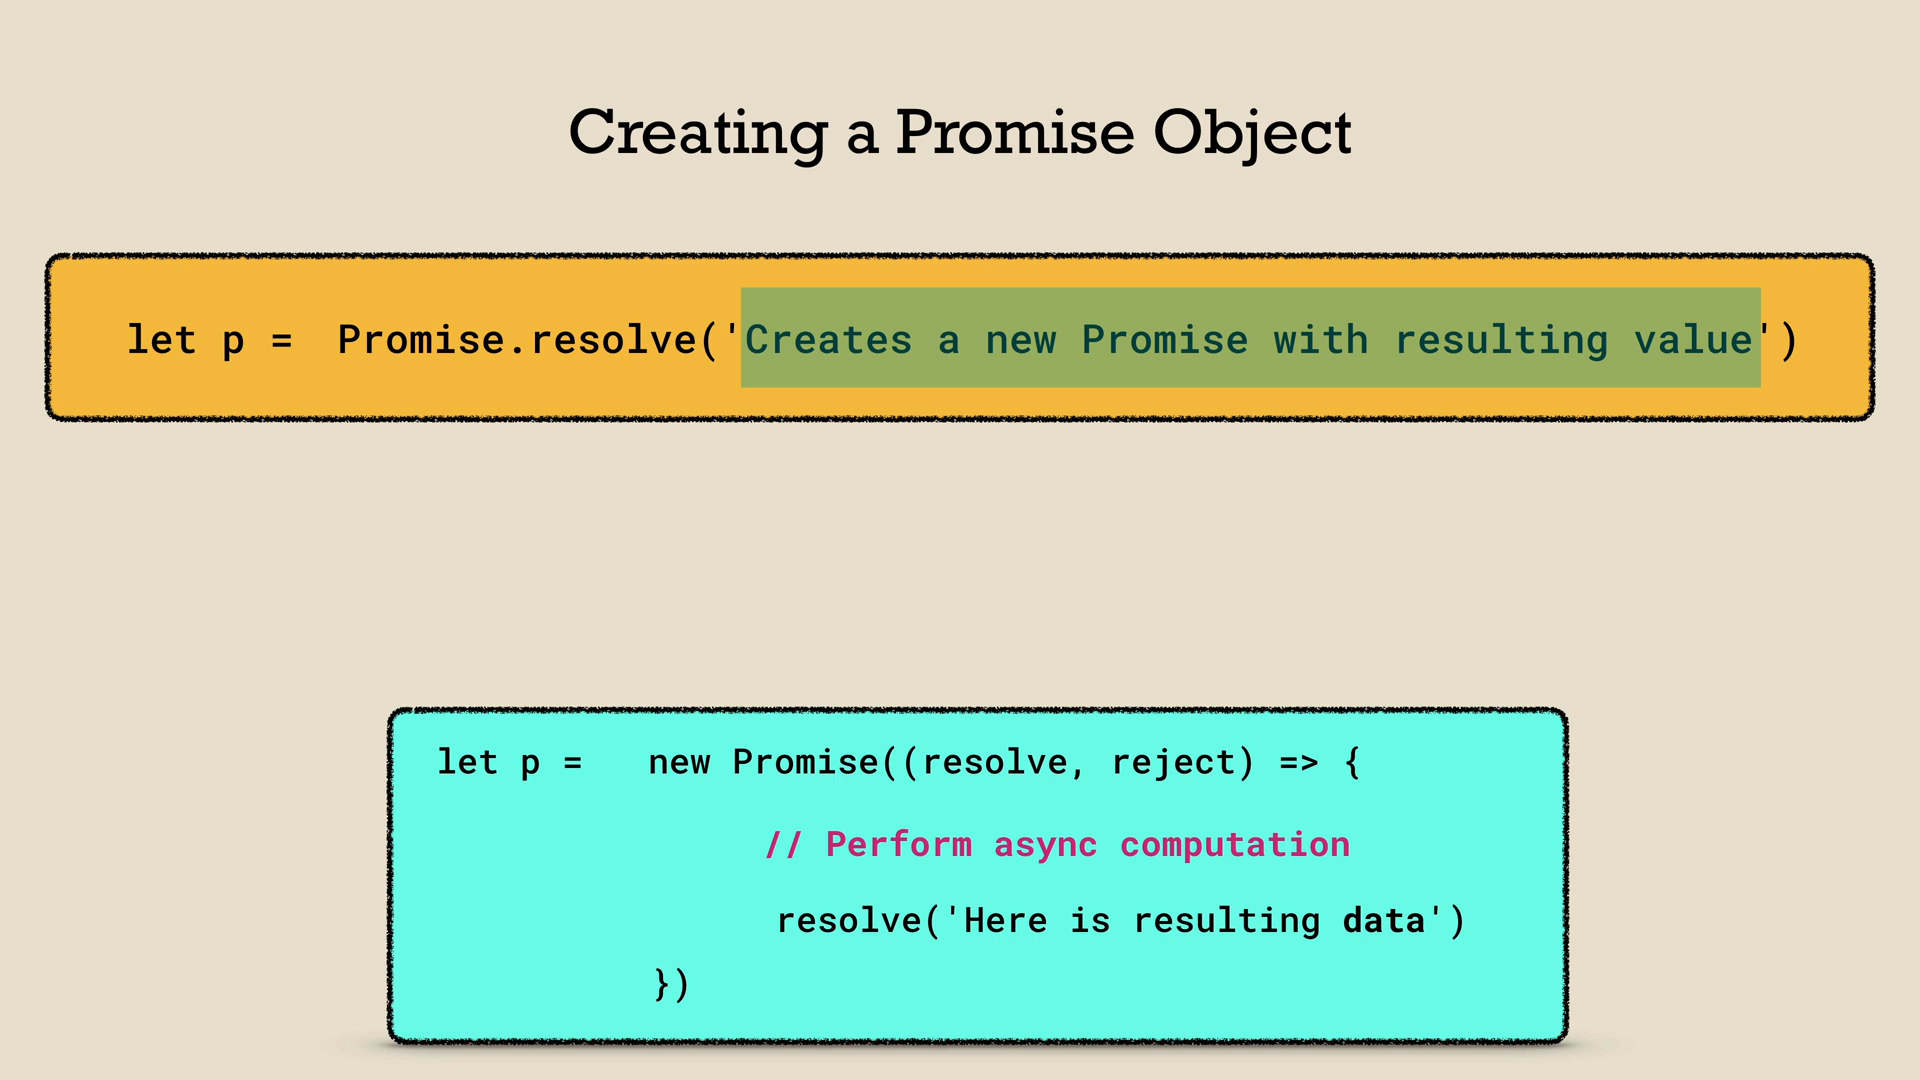 Creating a Promise Object
let p =  Promise.resolve('Creates a new Promise with resulting value')
let p =   new Promise((resolve, reject) => {
// Perform async computation
resolve('Here is resulting data')
})